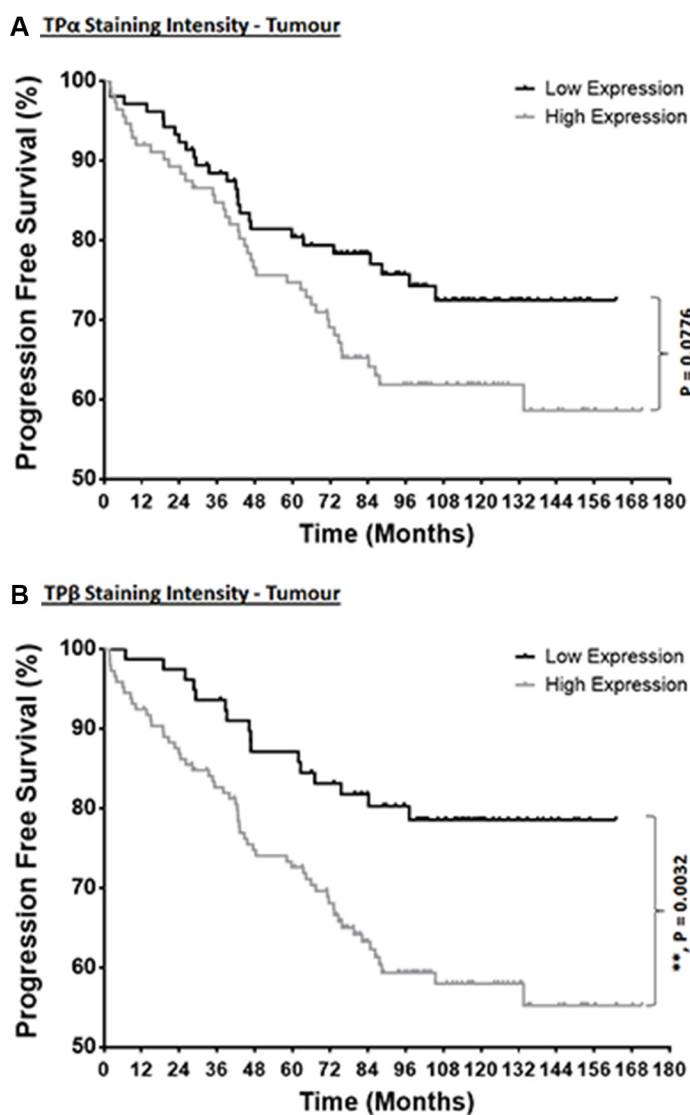 A TPα Staining Intensity - Tumour
100
90
80
70
60
50
Progression Free Survival (%)
Low Expression
High Expression
P = 0.0776
0 12 24 36 48 60 72 84 96 108 120 132 144 156 168 180
Time (Months)
B TPβ Staining Intensity - Tumour
100
90
80
70
60
50
Progression Free Survival (%)
Low Expression
High Expression
**, P = 0.0032
0 12 24 36 48 60 72 84 96 108 120 132 144 156 168 180
Time (Months)